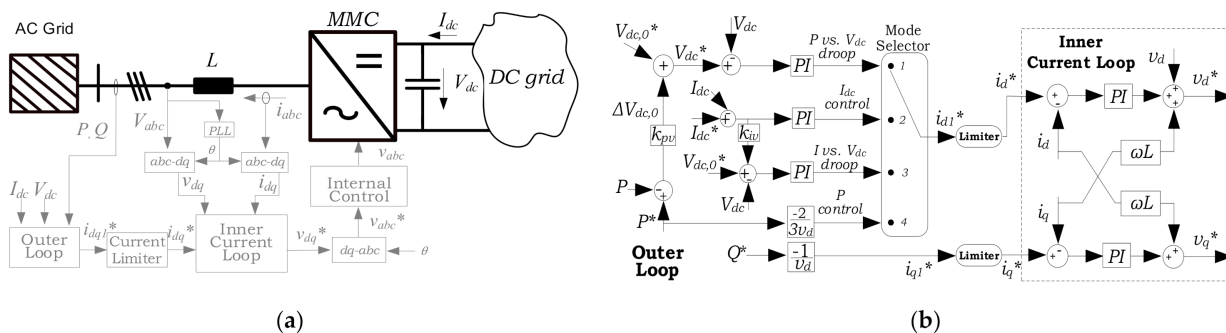 AC Grid
L
MMC
I_dc
V_dc
DC grid
P, Q
V_abc
PLL
θ
i_abc
abc-dq
abc-dq
v_dq
i_dq
v_abc
Internal
Control
v_abc*
dq-abc
θ
I_dc V_dc
Outer
Loop
i_dq1*
Current
Limiter
i_dq*
Inner
Current
Loop
v_dq*
(a)
V_dc,0*
V_dc*
V_dc
+
+
+
-
PI
P vs. V_dc
droop
Mode
Selector
1
ΔV_dc,0
k_pv
I_dc
I_dc*
k_iv
PI
I_dc
control
2
V_dc,0*
V_dc
+
-
PI
I vs. V_dc
droop
3
P
P*
-
+
-2
3v_d
P
control
4
Outer
Loop
Q*
-1
v_d
i_d1*
Limiter
i_d*
i_q1*
Limiter
i_q*
Inner
Current Loop
+
-
PI
v_d
+
+
v_d*
i_d
ωL
i_q
ωL
+
-
PI
+
+
v_q*
(b)